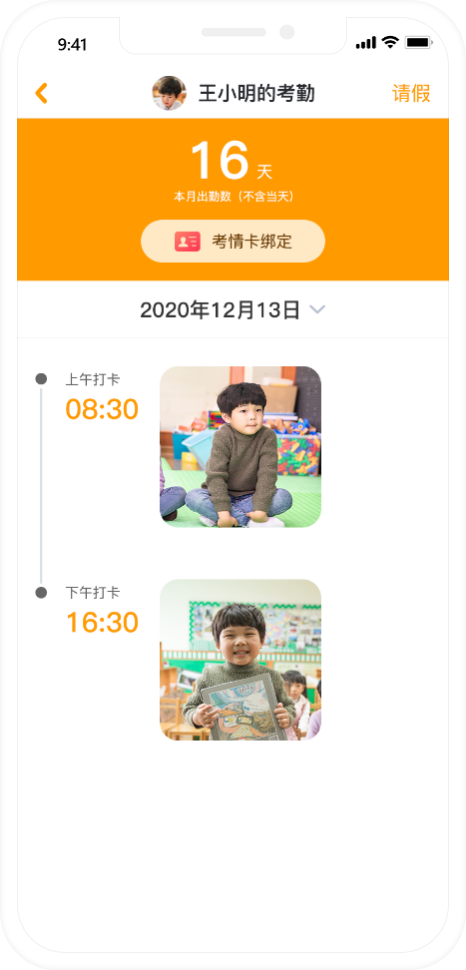 9:41
王小明的考勤
请假
16 天
本月出勤数（不含当天）
考情卡绑定
2020年12月13日
上午打卡
08:30
下午打卡
16:30